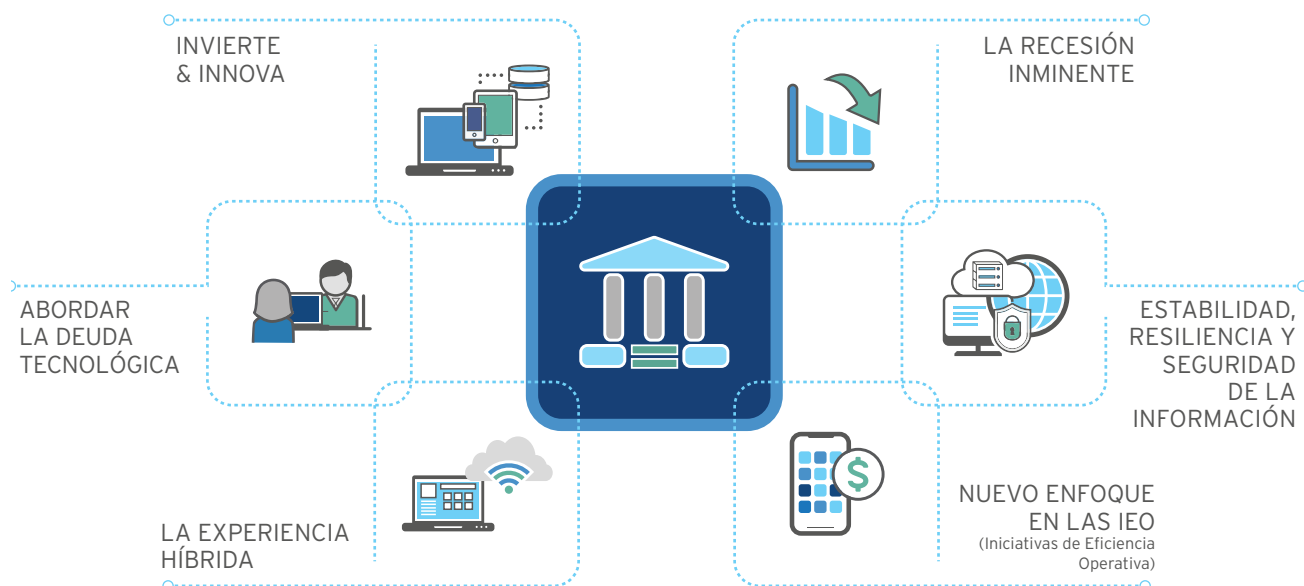 INVIERTE
& INNOVA
LA RECESIÓN
INMINENTE
ABORDAR
LA DEUDA
TECNOLÓGICA
ESTABILIDAD,
RESILIENCIA Y
SEGURIDAD
DE LA
INFORMACIÓN
LA EXPERIENCIA
HÍBRIDA
NUEVO ENFOQUE
EN LAS IEO
(Iniciativas de Eficiencia
Operativa)
$